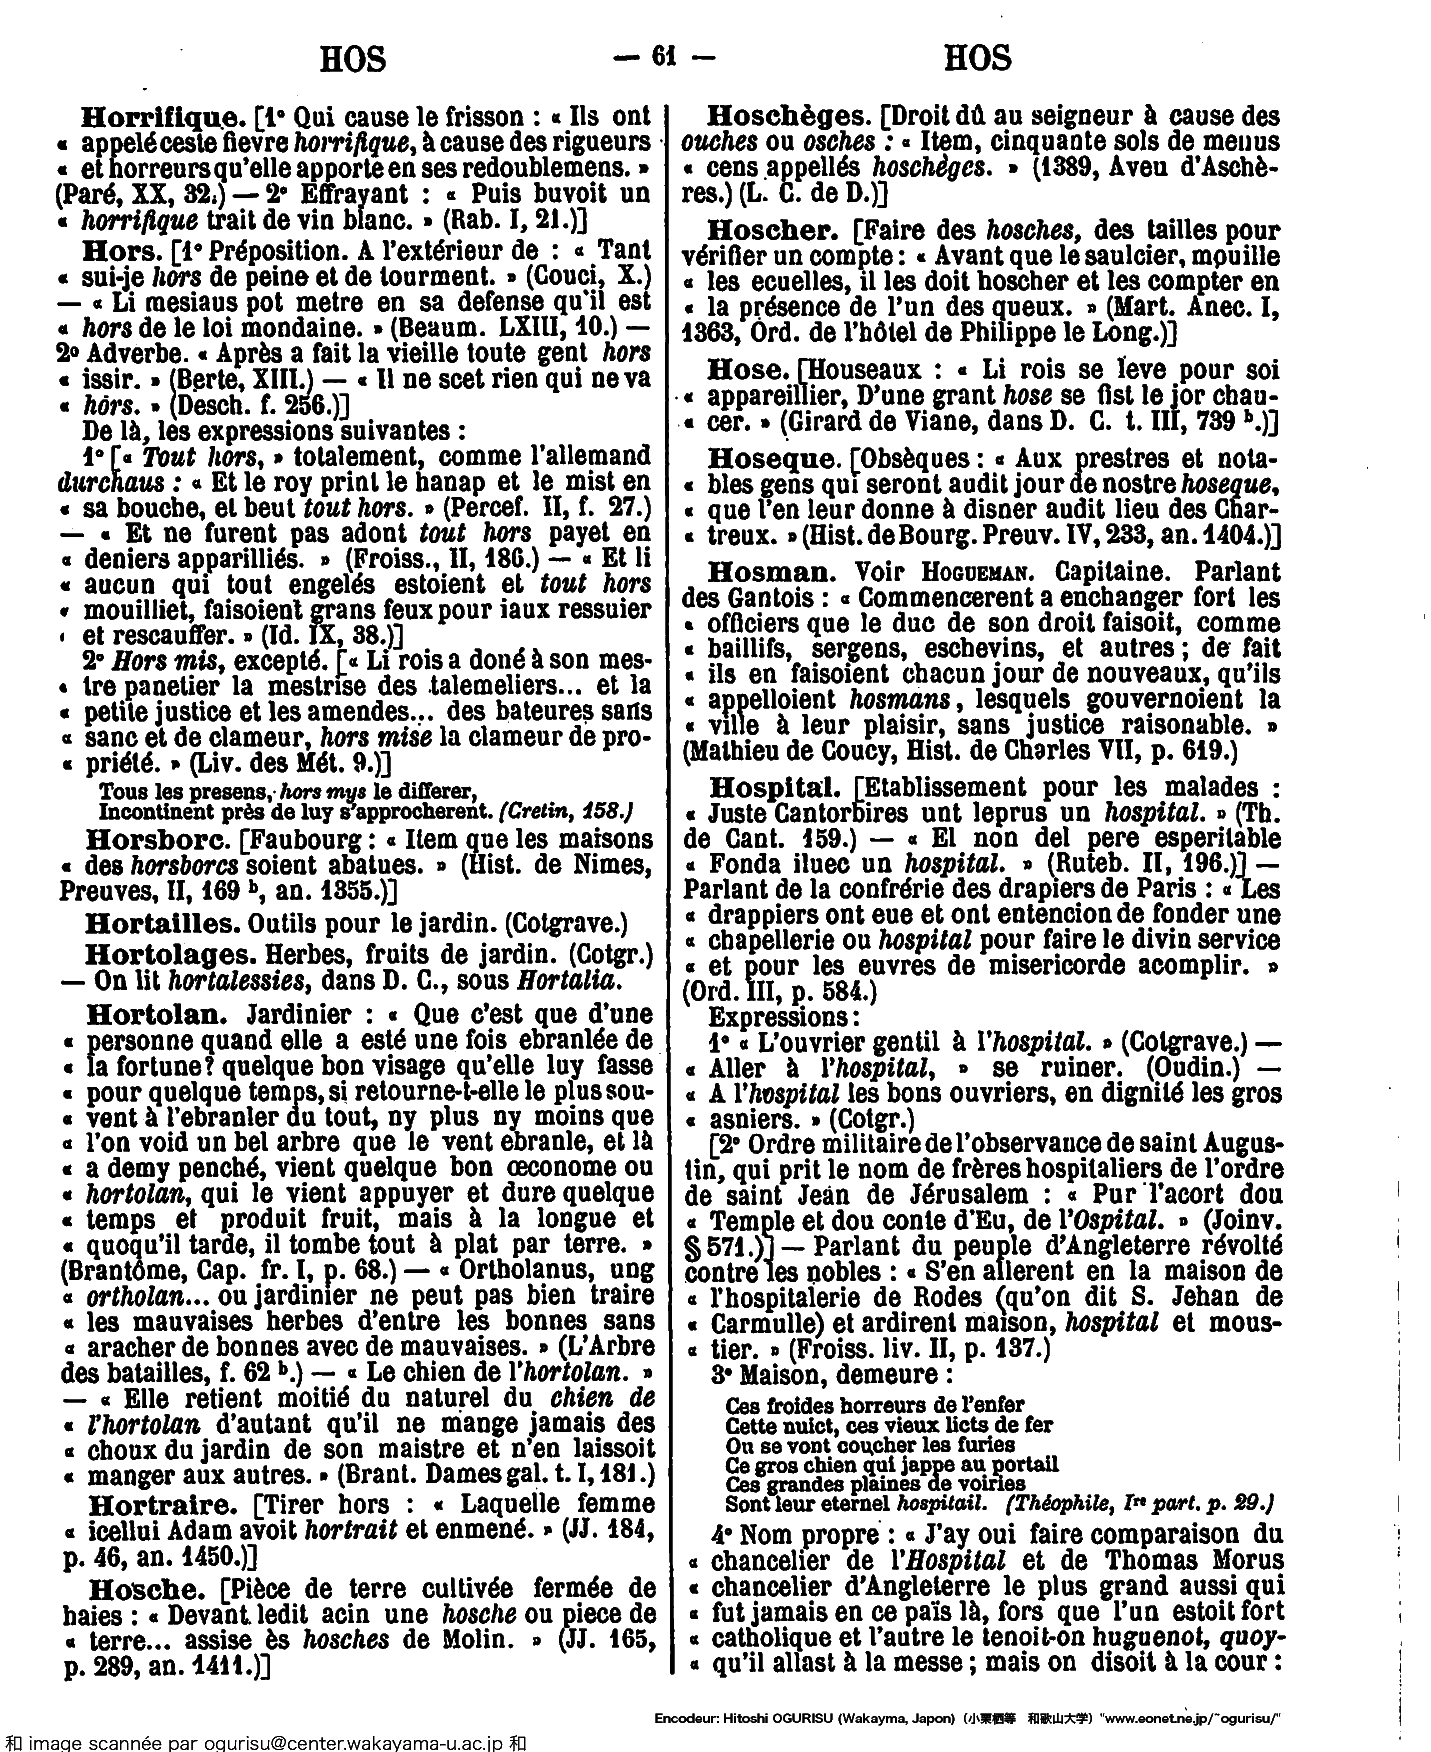 HOS — 61 — HOS
Horrifique. [1° Qui cause le frisson : « Ils ont
« appelé ceste fievre horrifique, à cause des rigueurs
« et horreurs qu'elle apporte en ses redoublemens. »
(Paré, XX, 32.) — 2° Effrayant : « Puis buvoit un
« horrifique trait de vin blanc. » (Rab. I, 21.)]
Hors. [1° Préposition. A l'extérieur de : « Tant
« sui-je hors de peine et de tourment. » (Couci, X.)
— « Li mesiaus pot metre en sa defense qu'il est
« hors de le loi mondaine. » (Beaum. LXIII, 10.) —
2° Adverbe. « Après a fait la vieille toute gent hors
« issir. » (Berte, XIII.) — « Il ne scet rien qui ne va
« hors. » (Desch. f. 256.)]
De là, les expressions suivantes :
1° [« Tout hors, » totalement, comme l'allemand
durchaus : « Et le roy print le hanap et le mist en
« sa bouche, et beut tout hors. » (Percef. II, f. 27.)
— « Et ne furent pas adont tout hors payet en
« deniers apparilliés. » (Froiss., II, 186.) — « Et li
« aucun qui tout engelés estoient et tout hors
« mouilliet, faisoient grans feux pour iaux ressuier
« et rescauffer. » (Id. IX, 38.)]
2° Hors mis, excepté. [« Li rois a doné à son mes-
« tre panetier la mestrise des talemeliers... et la
« petite justice et les amendes... des bateures sans
« sanc et de clameur, hors mise la clameur de pro-
« priété. » (Liv. des Mét. 9.)]
Tous les presens, hors mys le differer,
Incontinent près de luy s'approcherent. (Cretin, 158.)
Horsborc. [Faubourg : « Item que les maisons
« des horsborcs soient abatues. » (Hist. de Nimes,
Preuves, II, 169 b, an. 1355.)]
Hortailles. Outils pour le jardin. (Cotgrave.)
Hortolages. Herbes, fruits de jardin. (Cotgr.)
— On lit hortalessies, dans D. C., sous Hortalia.
Hortolan. Jardinier : « Que c'est que d'une
« personne quand elle a esté une fois ebranlée de
« la fortune? quelque bon visage qu'elle luy fasse
« pour quelque temps, si retourne-t-elle le plus sou-
« vent à l'ebranler du tout, ny plus ny moins que
« l'on void un bel arbre que le vent ebranle, et là
« a demy penché, vient quelque bon œconome ou
« hortolan, qui le vient appuyer et dure quelque
« temps et produit fruit, mais à la longue et
« quoqu'il tarde, il tombe tout à plat par terre. »
(Brantôme, Cap. fr. I, p. 68.) — « Ortholanus, ung
« ortholan... ou jardinier ne peut pas bien traire
« les mauvaises herbes d'entre les bonnes sans
« aracher de bonnes avec de mauvaises. » (L'Arbre
des batailles, f. 62 b.) — « Le chien de l'hortolan. »
— « Elle retient moitié du naturel du chien de
« l'hortolan d'autant qu'il ne mange jamais des
« choux du jardin de son maistre et n'en laissoit
« manger aux autres. » (Brant. Dames gal. t. I, 181.)
Hortraire. [Tirer hors : « Laquelle femme
« icellui Adam avoit hortrait et enmené. » (JJ. 184,
p. 46, an. 1450.)]
Hosche. [Pièce de terre cultivée fermée de
haies : « Devant ledit acin une hosche ou piece de
« terre... assise ès hosches de Molin. » (JJ. 165,
p. 289, an. 1411.)]
Hoschèges. [Droit dû au seigneur à cause des
ouches ou osches : « Item, cinquante sols de menus
« cens appellés hoschèges. » (1389, Aveu d'Aschè-
res.) (L. C. de D.)]
Hoscher. [Faire des hosches, des tailles pour
vérifier un compte : « Avant que le saulcier, mouille
« les ecuelles, il les doit hoscher et les compter en
« la présence de l'un des queux. » (Mart. Anec. I,
1363, Ord. de l'hôtel de Philippe le Long.)]
Hose. [Houseaux : « Li rois se leve pour soi
« appareillier, D'une grant hose se fist le jor chau-
« cer. » (Girard de Viane, dans D. C. t. III, 739 b.)]
Hoseque. [Obsèques : « Aux prestres et nota-
« bles gens qui seront audit jour de nostre hoseque,
« que l'en leur donne à disner audit lieu des Char-
« treux. » (Hist. de Bourg. Preuv. IV, 233, an. 1404.)]
Hosman. Voir HOGUEMAN. Capitaine. Parlant
des Gantois : « Commencerent a enchanger fort les
« officiers que le duc de son droit faisoit, comme
« baillifs, sergens, eschevins, et autres ; de fait
« ils en faisoient chacun jour de nouveaux, qu'ils
« appelloient hosmans, lesquels gouvernoient la
« ville à leur plaisir, sans justice raisonable. »
(Mathieu de Coucy, Hist. de Charles VII, p. 619.)
Hospital. [Etablissement pour les malades :
« Juste Cantorbires unt leprus un hospital. » (Th.
de Cant. 159.) — « El non del pere esperitable
« Fonda iluec un hospital. » (Ruteb. II, 196.)] —
Parlant de la confrérie des drapiers de Paris : « Les
« drappiers ont eue et ont entencion de fonder une
« chapellerie ou hospital pour faire le divin service
« et pour les euvres de misericorde acomplir. »
(Ord. III, p. 584.)
Expressions :
1° « L'ouvrier gentil à l'hospital. » (Cotgrave.) —
« Aller à l'hospital, » se ruiner. (Oudin.) —
« A l'hospital les bons ouvriers, en dignité les gros
« asniers. » (Cotgr.)
[2° Ordre militaire de l'observance de saint Augus-
tin, qui prit le nom de frères hospitaliers de l'ordre
de saint Jean de Jérusalem : « Pur l'acort dou
« Temple et dou conte d'Eu, de l'Ospital. » (Joinv.
§ 571.)] — Parlant du peuple d'Angleterre révolté
contre les nobles : « S'en allerent en la maison de
« l'hospitalerie de Rodes (qu'on dit S. Jehan de
« Carmulle) et ardirent maison, hospital et mous-
« tier. » (Froiss. liv. II, p. 137.)
3° Maison, demeure :
Ces froides horreurs de l'enfer
Cette nuict, ces vieux licts de fer
Ou se vont coucher les furies
Ce gros chien qui jappe au portail
Ces grandes plaines de voiries
Sont leur eternel hospitail. (Théophile, Ire part. p. 29.)
4° Nom propre : « J'ay oui faire comparaison du
« chancelier de l'Hospital et de Thomas Morus
« chancelier d'Angleterre le plus grand aussi qui
« fut jamais en ce païs là, fors que l'un estoit fort
« catholique et l'autre le tenoit-on huguenot, quoy-
« qu'il allast à la messe ; mais on disoit à la cour :
Encodeur: Hitoshi OGURISU (Wakayma, Japon) (小栗栖等 和歌山大学) "www.eonet.ne.jp/~ogurisu/"
和 image scannée par ogurisu@center.wakayama-u.ac.jp 和